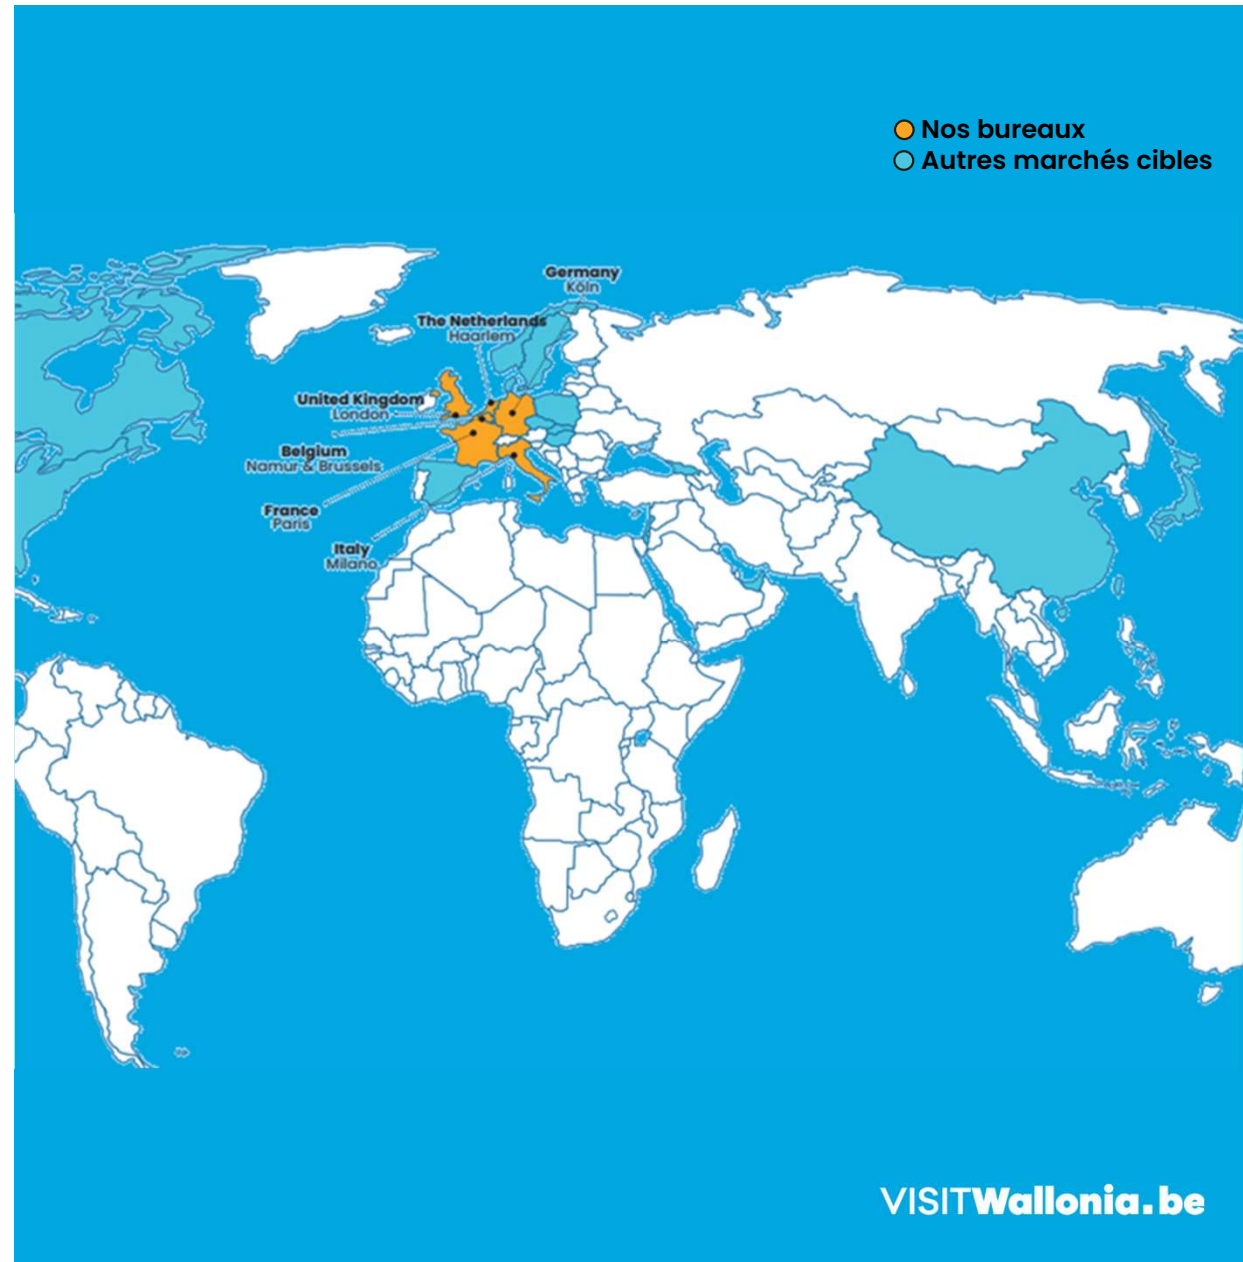 Nos bureaux
Autres marchés cibles
Germany
Köln
The Netherlands
Haarlem
United Kingdom
London
Belgium
Namur & Brussels
France
Paris
Italy
Milano
VISITWallonia.be